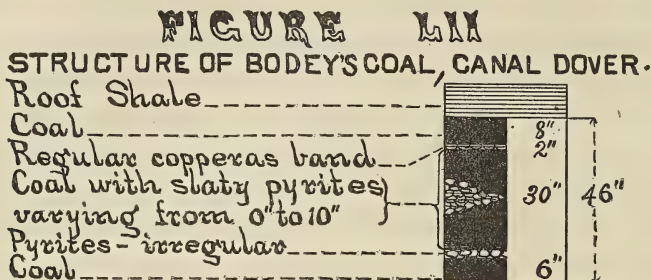 FIGURE LII
STRUCTURE OF BODEY'S COAL, CANAL DOVER.
Roof Shale
Coal 8"
Regular copperas band 2"
Coal with slaty pyrites
varying from 0" to 10" 30" 46"
Pyrites-irregular
Coal 6"